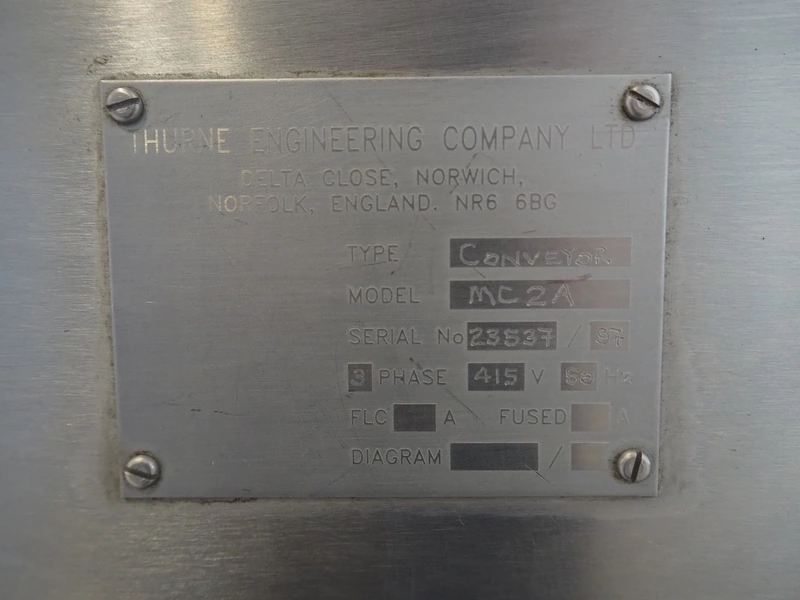 THURNE ENGINEERING COMPANY LTD
DELTA CLOSE, NORWICH,
NORFOLK, ENGLAND. NR6 6BG
TYPE CONVEYOR
MODEL MC2A
SERIAL No 23537 / 97
3 PHASE 415 V 50 Hz
FLC A FUSED A
DIAGRAM /